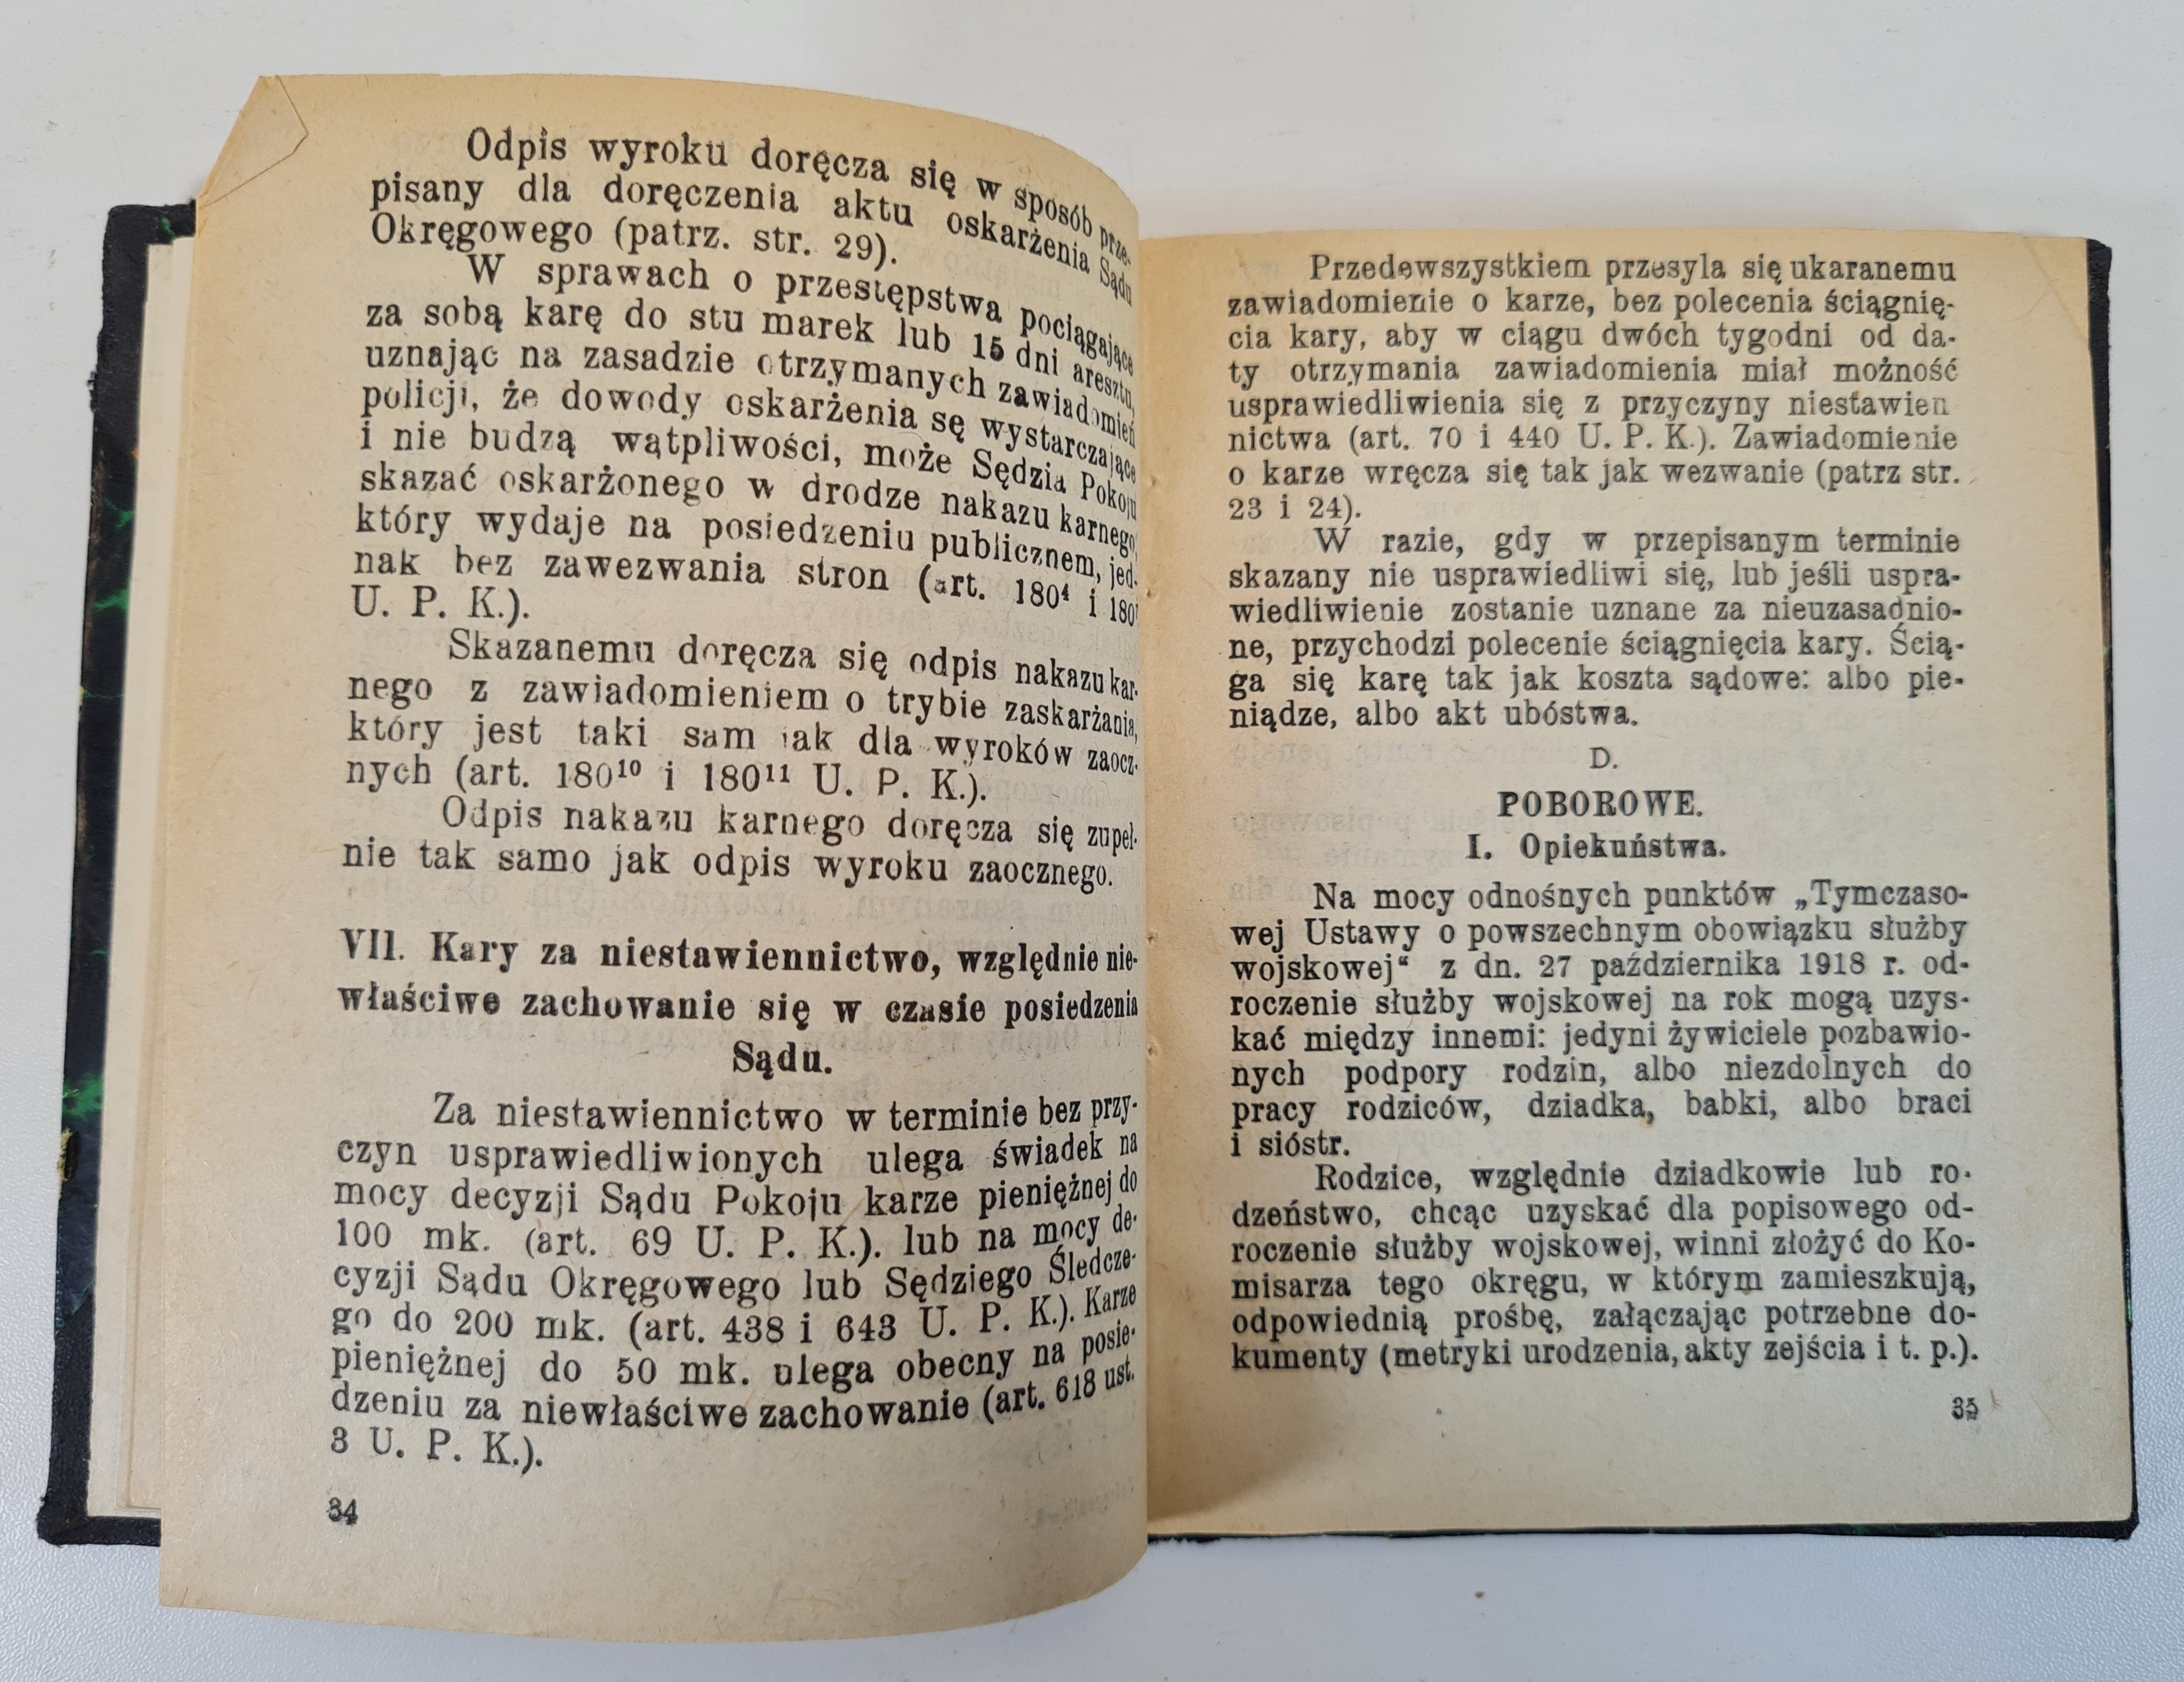 Odpis wyroku doręcza się w sposób prze-
pisany dla doręczenia aktu oskarżenia Sądu
Okręgowego (patrz. str. 29).
W sprawach o przestępstwa pociągające
za sobą karę do stu marek lub 15 dni aresztu,
uznając na zasadzie otrzymanych zawiadomień
policji, że dowody oskarżenia sę wystarczające
i nie budzą wątpliwości, może Sędzia Pokoju
skazać oskarżonego w drodze nakazu karnego,
który wydaje na posiedzeniu publicznem, jed-
nak bez zawezwania stron (art. 180⁴ i 180
U. P. K.).
Skazanemu doręcza się odpis nakazu kar-
nego z zawiadomieniem o trybie zaskarżania,
który jest taki sam jak dla wyroków zaocz-
nych (art. 180¹⁰ i 180¹¹ U. P. K.).
Odpis nakazu karnego doręcza się zupeł-
nie tak samo jak odpis wyroku zaocznego.
VII. Kary za niestawiennictwo, względnie nie-
właściwe zachowanie się w czasie posiedzenia
Sądu.
Za niestawiennictwo w terminie bez przy-
czyn usprawiedliwionych ulega świadek na
mocy decyzji Sądu Pokoju karze pieniężnej do
100 mk. (art. 69 U. P. K.). lub na mocy de-
cyzji Sądu Okręgowego lub Sędziego Śledcze-
go do 200 mk. (art. 438 i 643 U. P. K.). Karze
pieniężnej do 50 mk. ulega obecny na posie-
dzeniu za niewłaściwe zachowanie (art. 618 ust.
3 U. P. K.).
34
Przedewszystkiem przesyla się ukaranemu
zawiadomienie o karze, bez polecenia ściągnię-
cia kary, aby w ciągu dwóch tygodni od da-
ty otrzymania zawiadomienia miał możność
usprawiedliwienia się z przyczyny niestawien
nictwa (art. 70 i 440 U. P. K.). Zawiadomienie
o karze wręcza się tak jak wezwanie (patrz str.
23 i 24).
W razie, gdy w przepisanym terminie
skazany nie usprawiedliwi się, lub jeśli uspra-
wiedliwienie zostanie uznane za nieuzasadnio-
ne, przychodzi polecenie ściągnięcia kary. Ścią-
ga się karę tak jak koszta sądowe: albo pie-
niądze, albo akt ubóstwa.
D.
POBOROWE.
I. Opiekuństwa.
Na mocy odnośnych punktów „Tymczaso-
wej Ustawy o powszechnym obowiązku służby
wojskowej“ z dn. 27 października 1918 r. od-
roczenie służby wojskowej na rok mogą uzys-
kać między innemi: jedyni żywiciele pozbawio-
nych podpory rodzin, albo niezdolnych do
pracy rodziców, dziadka, babki, albo braci
i sióstr.
Rodzice, względnie dziadkowie lub ro-
dzeństwo, chcąc uzyskać dla popisowego od-
roczenie służby wojskowej, winni złożyć do Ko-
misarza tego okręgu, w którym zamieszkują,
odpowiednią prośbę, załączając potrzebne do-
kumenty (metryki urodzenia, akty zejścia i t. p.).
35